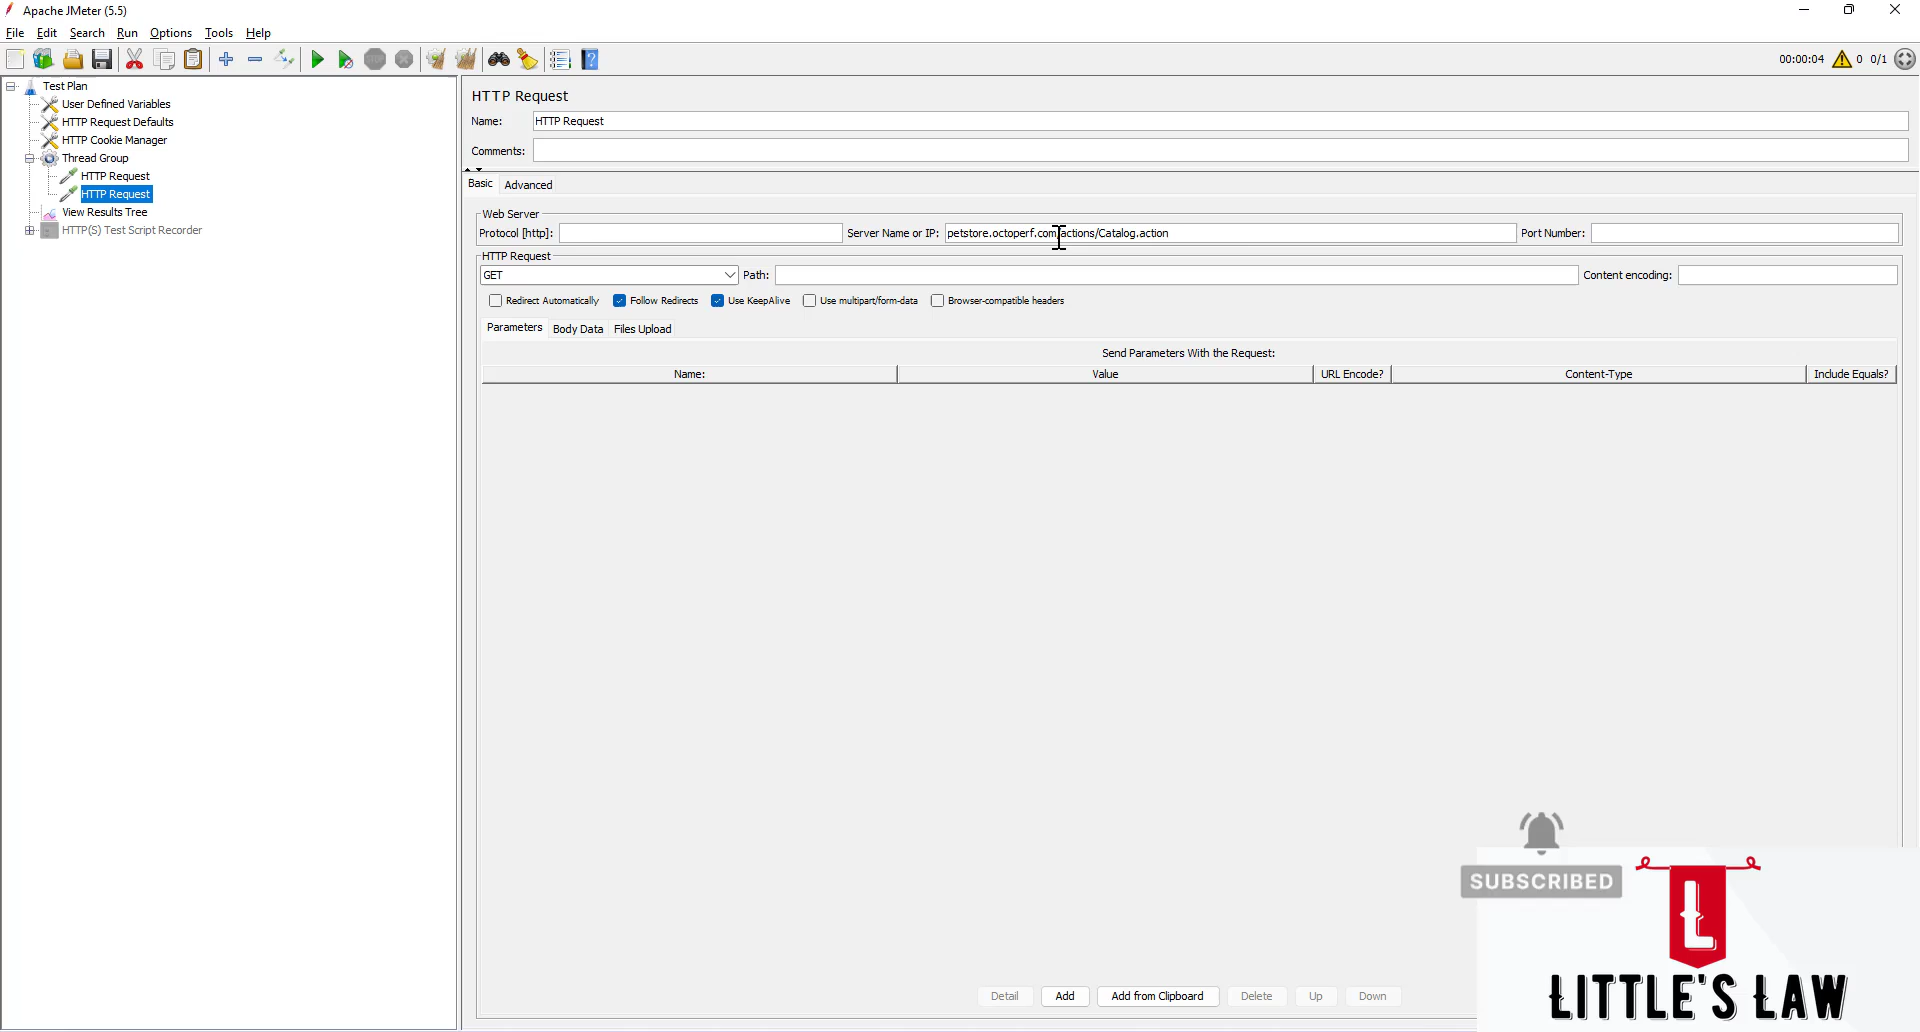 Apache JMeter (5.5)
File Edit Search Run Options Tools Help
00:00:04 0 0/1
Test Plan
User Defined Variables
HTTP Request Defaults
HTTP Cookie Manager
Thread Group
HTTP Request
HTTP Request
View Results Tree
HTTP(S) Test Script Recorder
HTTP Request
Name: HTTP Request
Comments:
Basic Advanced
Web Server
Protocol [http]: Server Name or IP: petstore.octoperf.com/actions/Catalog.action Port Number:
HTTP Request
GET Path: Content encoding:
Redirect Automatically Follow Redirects Use KeepAlive Use multipart/form-data Browser-compatible headers
Parameters Body Data Files Upload
Send Parameters With the Request:
Name: Value URL Encode? Content-Type Include Equals?
Detail Add Add from Clipboard Delete Up Down
SUBSCRIBED
L
LITTLE'S LAW